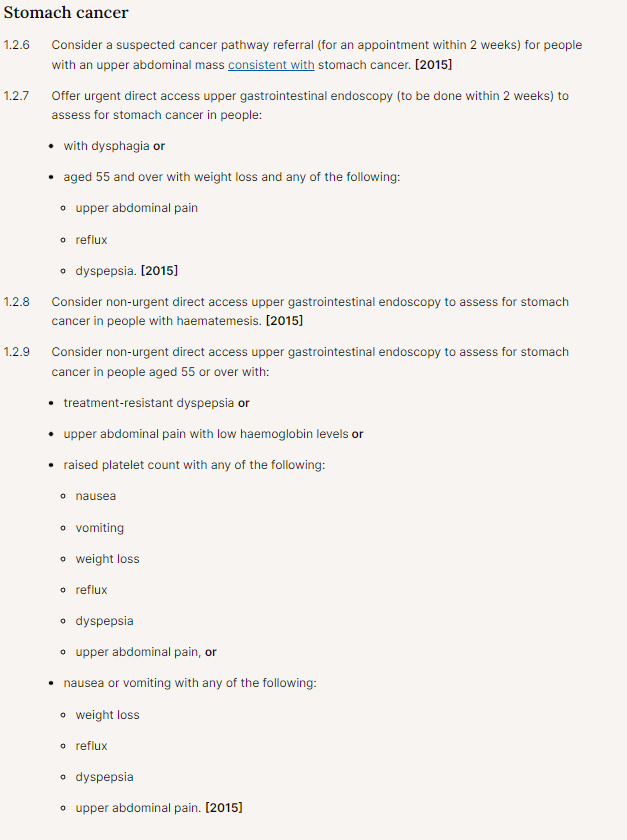 Stomach cancer
1.2.6 Consider a suspected cancer pathway referral (for an appointment within 2 weeks) for people
with an upper abdominal mass consistent with stomach cancer. [2015]
1.2.7 Offer urgent direct access upper gastrointestinal endoscopy (to be done within 2 weeks) to
assess for stomach cancer in people:
• with dysphagia or
• aged 55 and over with weight loss and any of the following:
◦ upper abdominal pain
◦ reflux
◦ dyspepsia. [2015]
1.2.8 Consider non-urgent direct access upper gastrointestinal endoscopy to assess for stomach
cancer in people with haematemesis. [2015]
1.2.9 Consider non-urgent direct access upper gastrointestinal endoscopy to assess for stomach
cancer in people aged 55 or over with:
• treatment-resistant dyspepsia or
• upper abdominal pain with low haemoglobin levels or
• raised platelet count with any of the following:
◦ nausea
◦ vomiting
◦ weight loss
◦ reflux
◦ dyspepsia
◦ upper abdominal pain, or
• nausea or vomiting with any of the following:
◦ weight loss
◦ reflux
◦ dyspepsia
◦ upper abdominal pain. [2015]